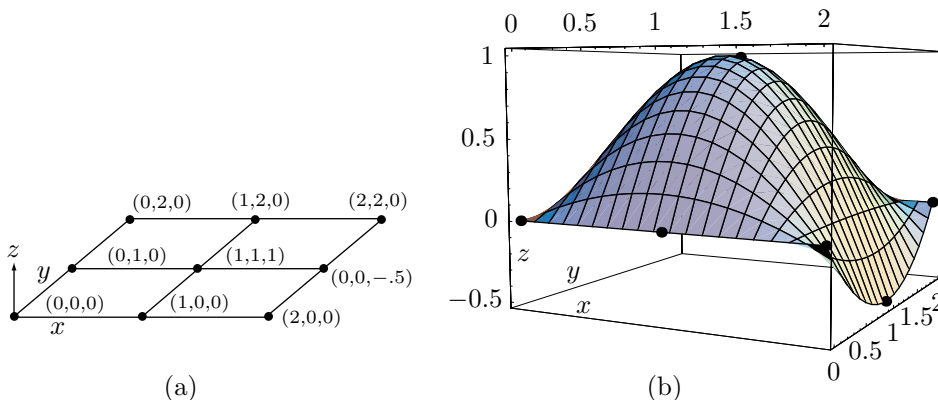 (0,2,0) (1,2,0) (2,2,0)
z
y (0,1,0) (1,1,1) (0,0,−.5)
(0,0,0) (1,0,0) (2,0,0)
x
(a)
0 0.5 1 1.5 2
1
0.5
0
−0.5
z
y
x
2
1.5
1
0.5
0
(b)